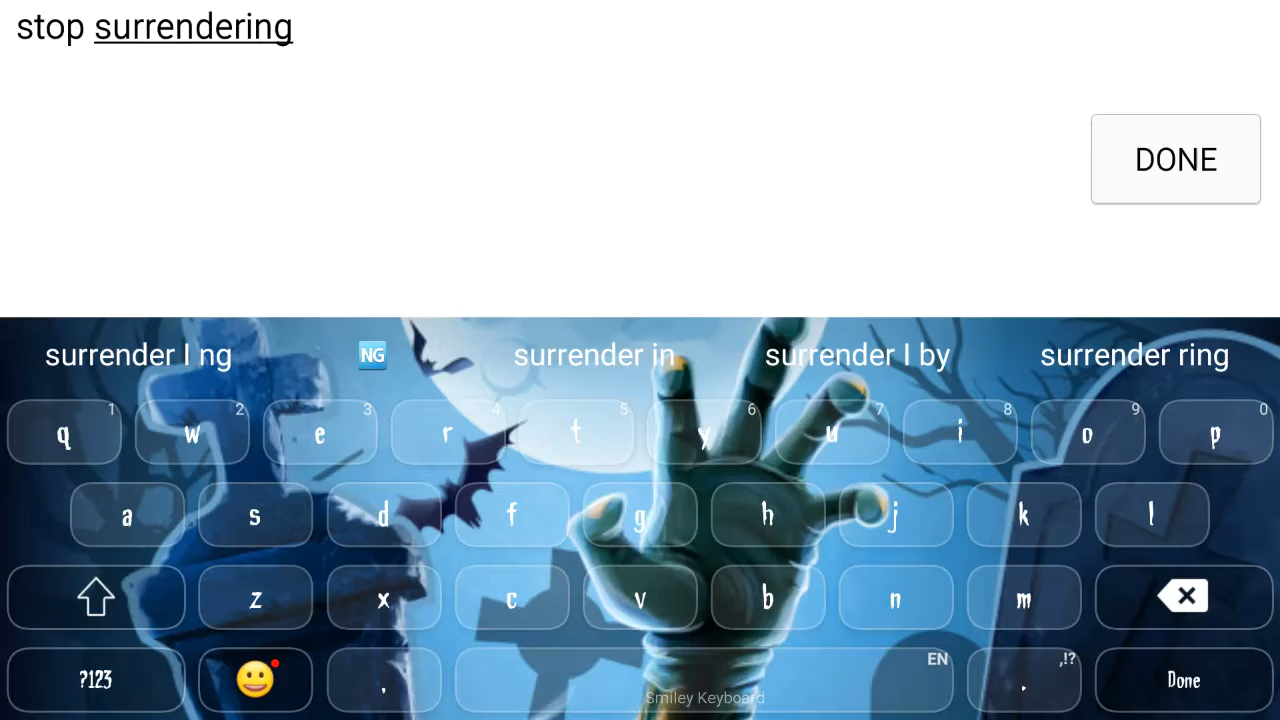 stop surrendering
DONE
surrender I ng NG surrender in surrender I by surrender ring
q 1 w 2 e 3 r 4 t 5 y 6 u 7 i 8 o 9 p 0
a s d f g h j k l
z x c v b n m
?123 , EN Smiley Keyboard . ,!? Done